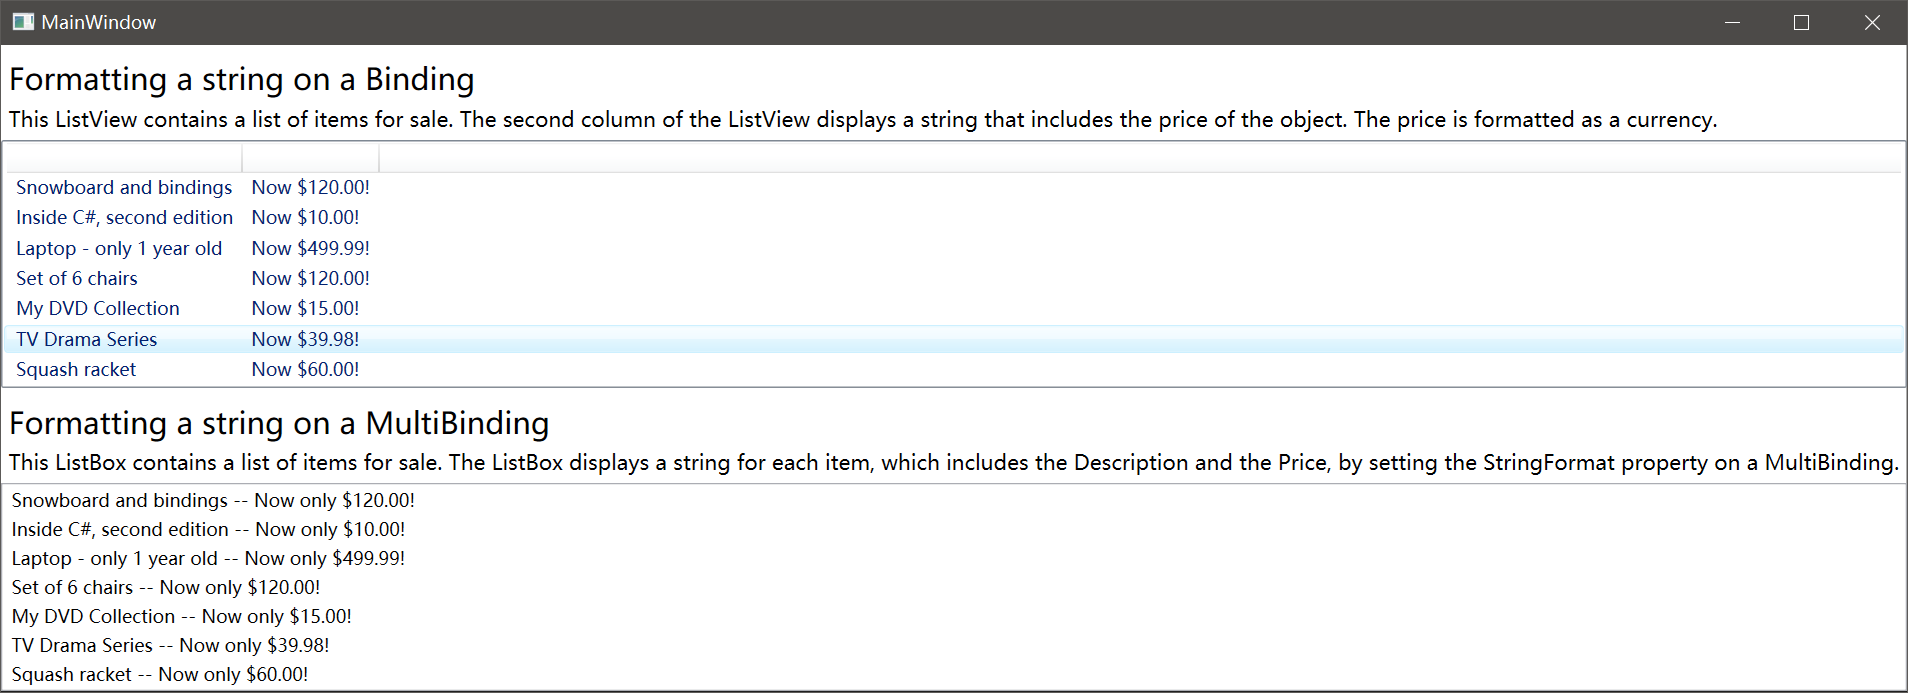 MainWindow
Formatting a string on a Binding
This ListView contains a list of items for sale. The second column of the ListView displays a string that includes the price of the object. The price is formatted as a currency.
Snowboard and bindings Now $120.00!
Inside C#, second edition Now $10.00!
Laptop - only 1 year old Now $499.99!
Set of 6 chairs Now $120.00!
My DVD Collection Now $15.00!
TV Drama Series Now $39.98!
Squash racket Now $60.00!
Formatting a string on a MultiBinding
This ListBox contains a list of items for sale. The ListBox displays a string for each item, which includes the Description and the Price, by setting the StringFormat property on a MultiBinding.
Snowboard and bindings -- Now only $120.00!
Inside C#, second edition -- Now only $10.00!
Laptop - only 1 year old -- Now only $499.99!
Set of 6 chairs -- Now only $120.00!
My DVD Collection -- Now only $15.00!
TV Drama Series -- Now only $39.98!
Squash racket -- Now only $60.00!